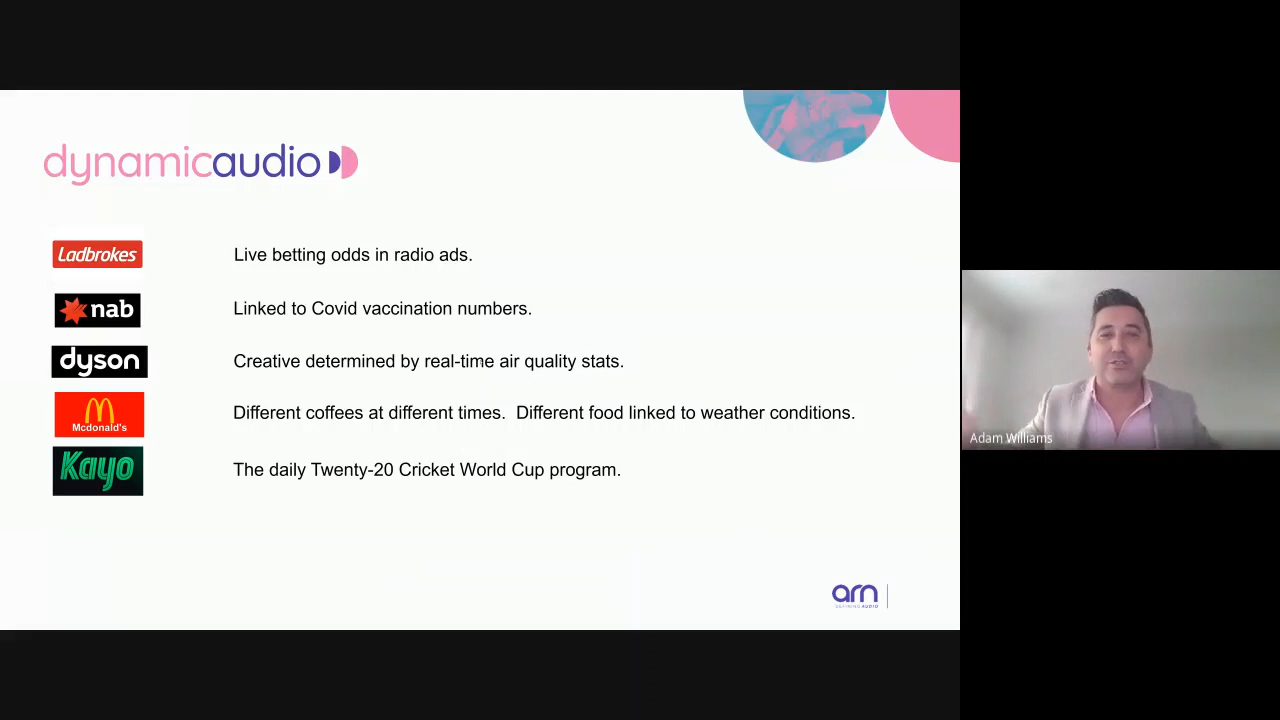 dynamicaudio
Ladbrokes
Live betting odds in radio ads.
nab
Linked to Covid vaccination numbers.
dyson
Creative determined by real-time air quality stats.
Mcdonald's
Different coffees at different times.  Different food linked to weather conditions.
Kayo
The daily Twenty-20 Cricket World Cup program.
arn
DEFINING AUDIO
Adam Williams